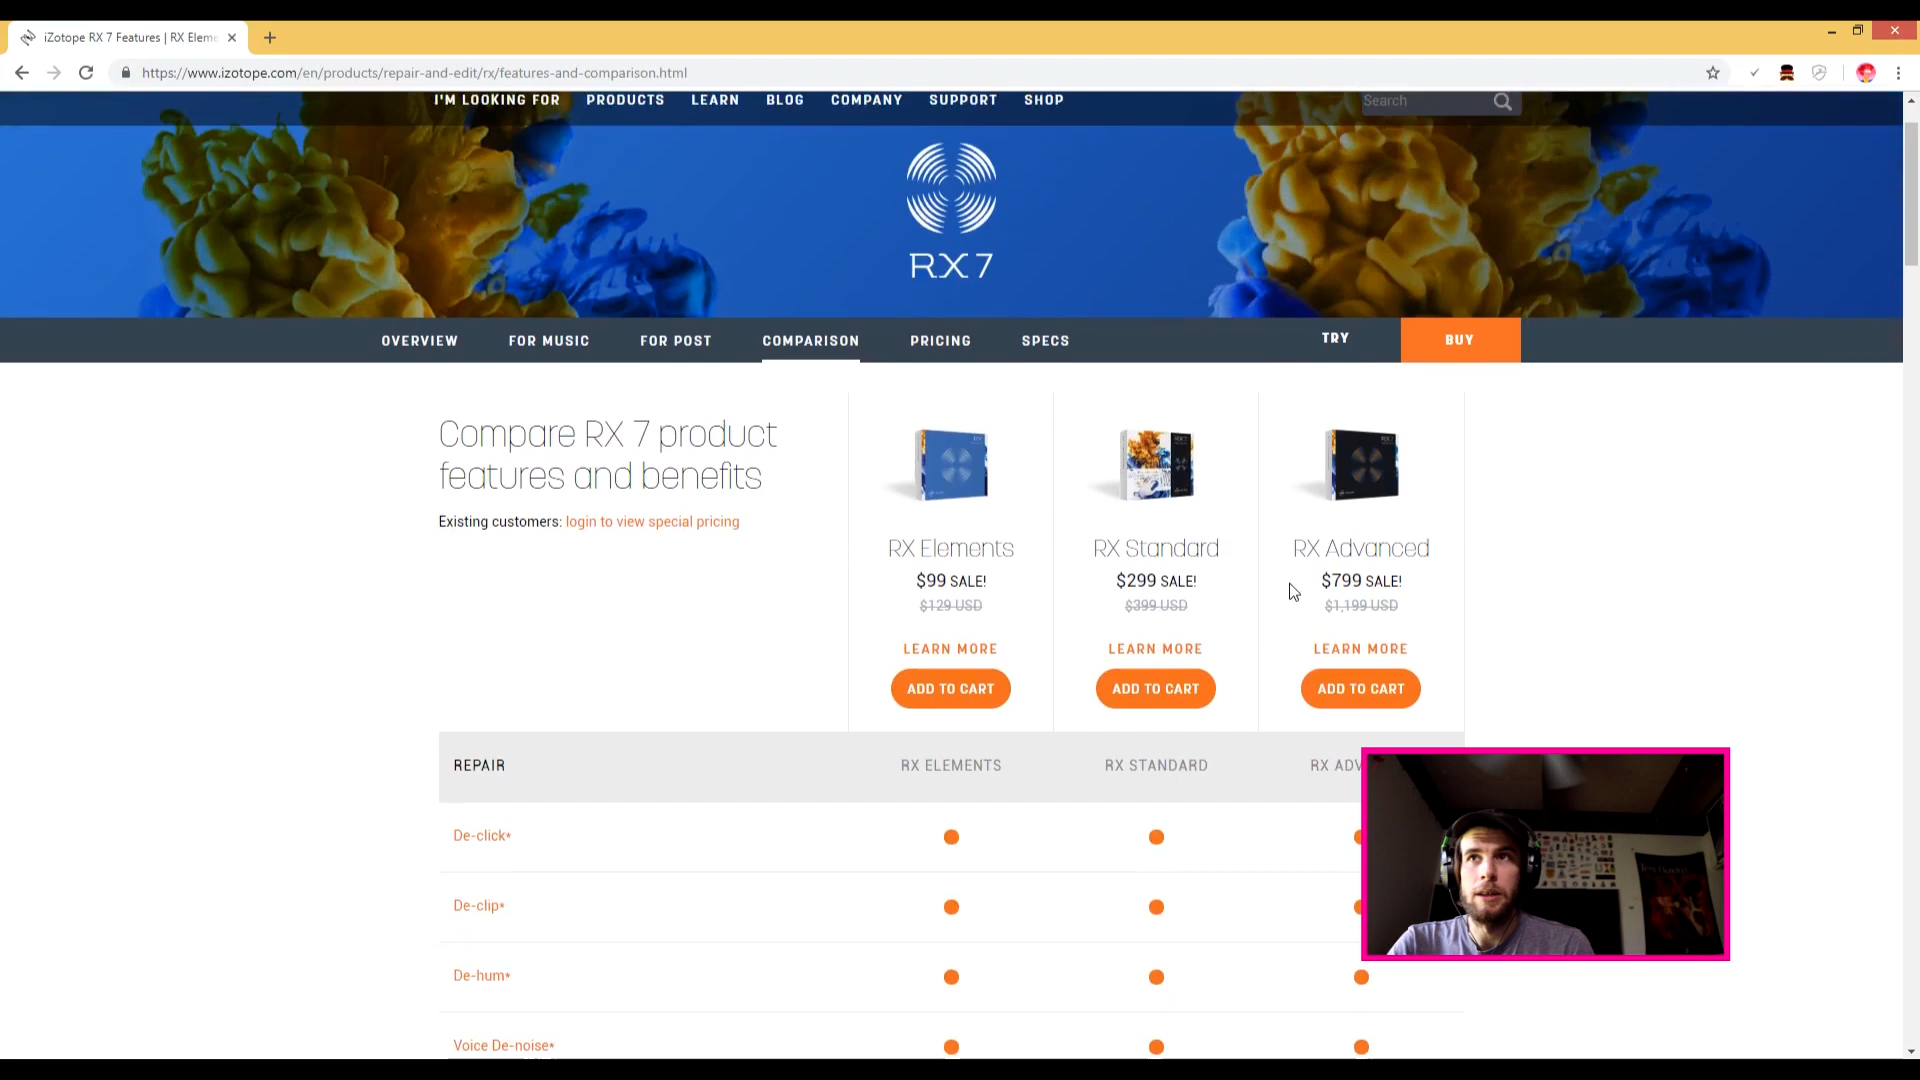 iZotope RX 7 Features | RX Eleme
https://www.izotope.com/en/products/repair-and-edit/rx/features-and-comparison.html
I'M LOOKING FOR PRODUCTS LEARN BLOG COMPANY SUPPORT SHOP Search
RX 7
OVERVIEW FOR MUSIC FOR POST COMPARISON PRICING SPECS TRY BUY
Compare RX 7 product
features and benefits
Existing customers: login to view special pricing
RX Elements RX Standard RX Advanced
$99 SALE! $299 SALE! $799 SALE!
$129 USD $399 USD $1,199 USD
LEARN MORE LEARN MORE LEARN MORE
ADD TO CART ADD TO CART ADD TO CART
REPAIR RX ELEMENTS RX STANDARD RX ADV
De-click*
De-clip*
De-hum*
Voice De-noise*